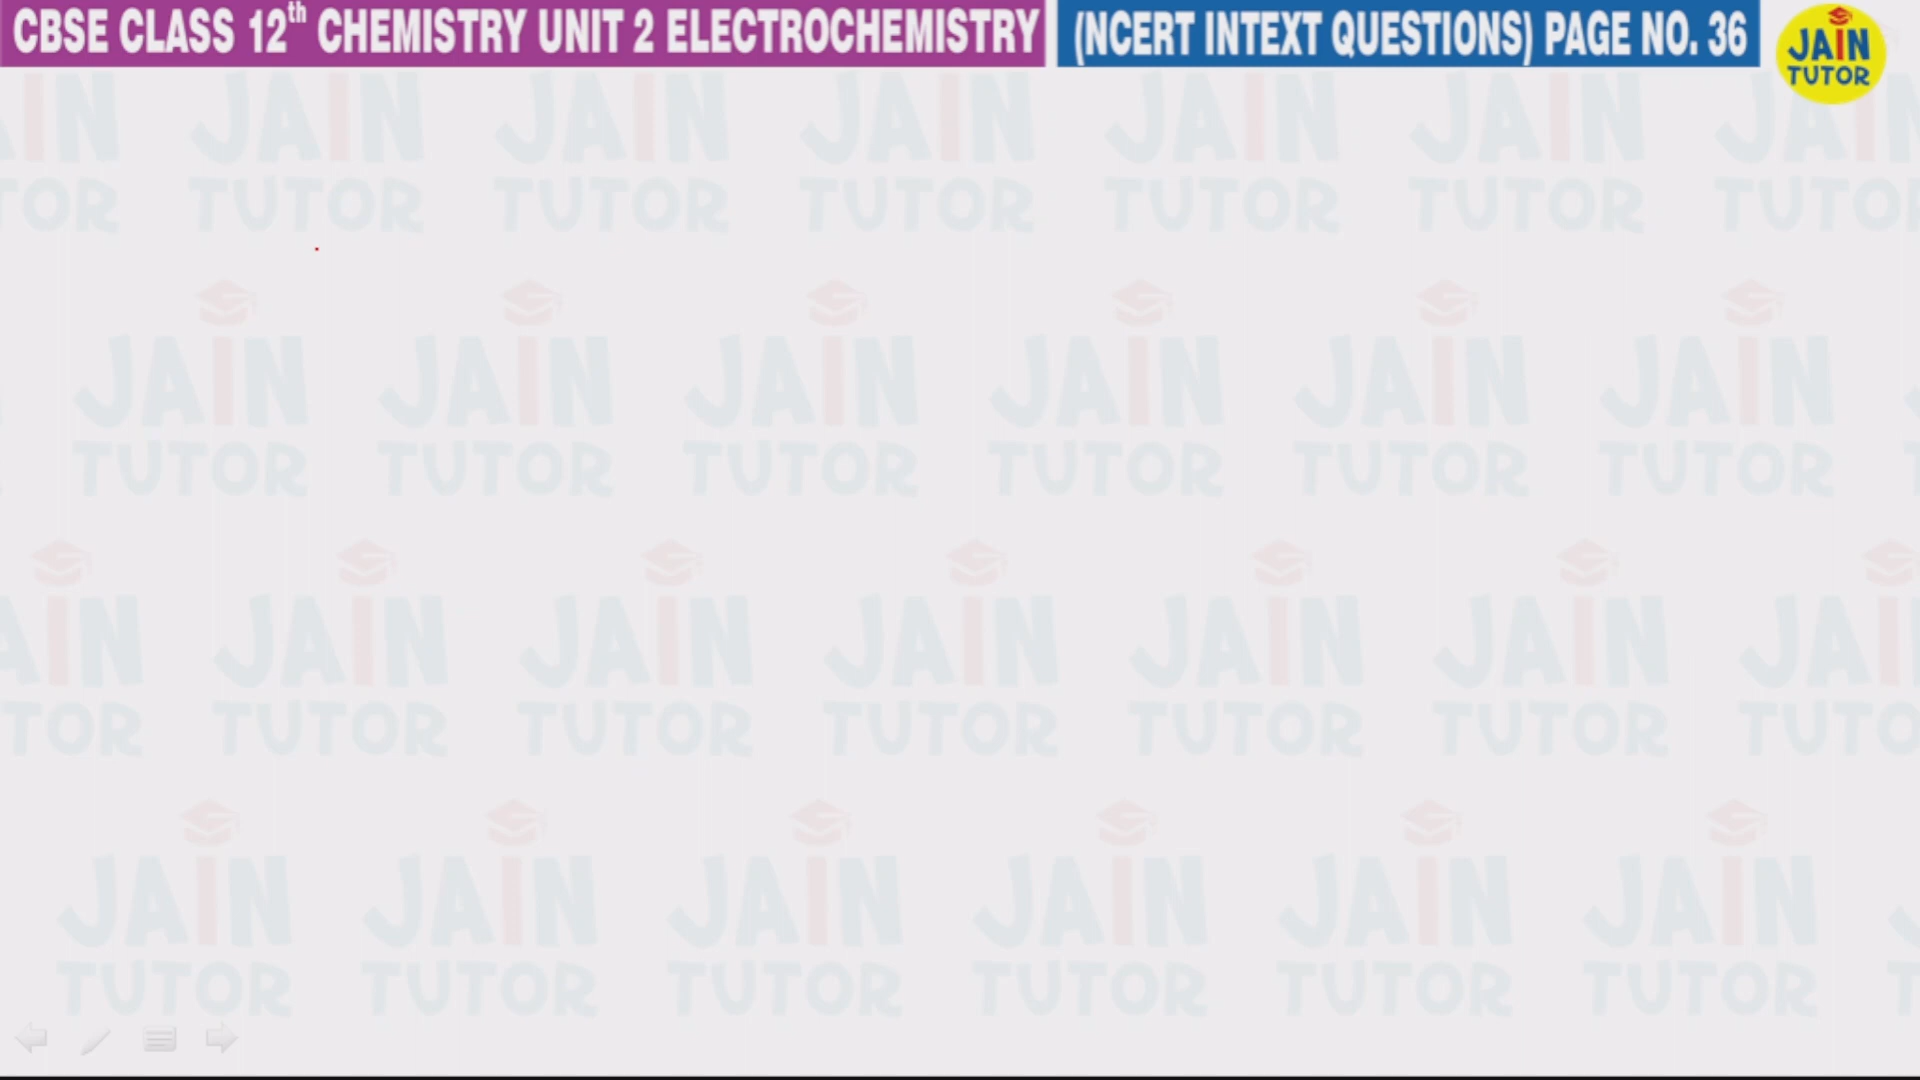 CBSE CLASS 12th CHEMISTRY UNIT 2 ELECTROCHEMISTRY (NCERT INTEXT QUESTIONS) PAGE NO. 36
JAIN
TUTOR